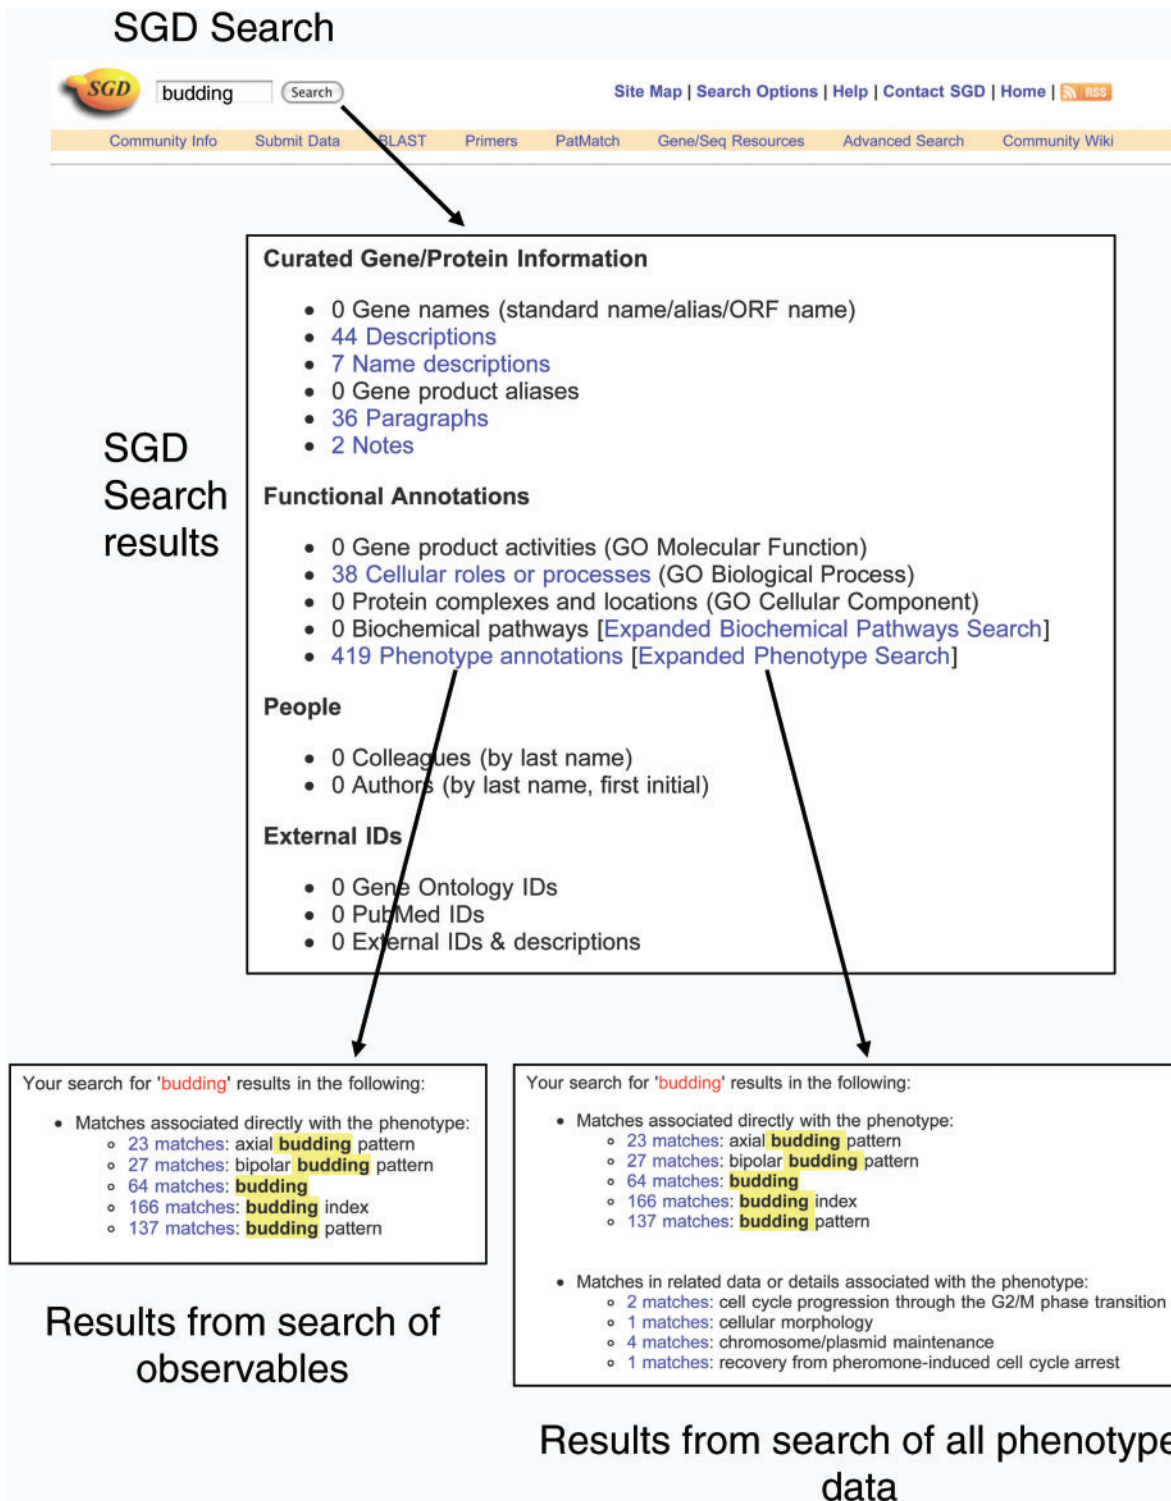 SGD Search
SGD budding Search Site Map | Search Options | Help | Contact SGD | Home | RSS
Community Info Submit Data BLAST Primers PatMatch Gene/Seq Resources Advanced Search Community Wiki
Curated Gene/Protein Information
• 0 Gene names (standard name/alias/ORF name)
• 44 Descriptions
• 7 Name descriptions
• 0 Gene product aliases
• 36 Paragraphs
• 2 Notes
SGD
Search
results
Functional Annotations
• 0 Gene product activities (GO Molecular Function)
• 38 Cellular roles or processes (GO Biological Process)
• 0 Protein complexes and locations (GO Cellular Component)
• 0 Biochemical pathways [Expanded Biochemical Pathways Search]
• 419 Phenotype annotations [Expanded Phenotype Search]
People
• 0 Colleagues (by last name)
• 0 Authors (by last name, first initial)
External IDs
• 0 Gene Ontology IDs
• 0 PubMed IDs
• 0 External IDs & descriptions
Your search for 'budding' results in the following:
• Matches associated directly with the phenotype:
◦ 23 matches: axial budding pattern
◦ 27 matches: bipolar budding pattern
◦ 64 matches: budding
◦ 166 matches: budding index
◦ 137 matches: budding pattern
Results from search of
observables
Your search for 'budding' results in the following:
• Matches associated directly with the phenotype:
◦ 23 matches: axial budding pattern
◦ 27 matches: bipolar budding pattern
◦ 64 matches: budding
◦ 166 matches: budding index
◦ 137 matches: budding pattern
• Matches in related data or details associated with the phenotype:
◦ 2 matches: cell cycle progression through the G2/M phase transition
◦ 1 matches: cellular morphology
◦ 4 matches: chromosome/plasmid maintenance
◦ 1 matches: recovery from pheromone-induced cell cycle arrest
Results from search of all phenotype
data